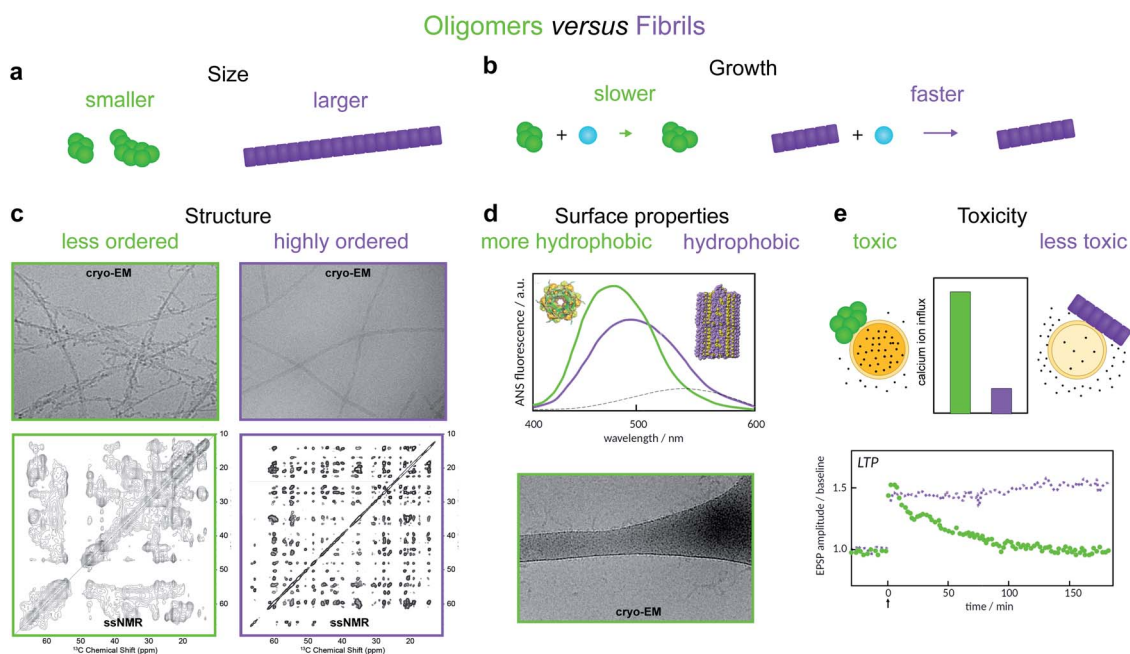 Oligomers versus Fibrils
a
Size
smaller
larger
b
Growth
slower
faster
+
+
c
Structure
less ordered
highly ordered
cryo-EM
cryo-EM
10
20
30
40
50
60
ssNMR
60
50
40
30
20
¹³C Chemical Shift (ppm)
10
20
30
40
50
60
ssNMR
60
50
40
30
20
¹³C Chemical Shift (ppm)
d
Surface properties
more hydrophobic
hydrophobic
ANS fluorescence / a.u.
400
500
600
wavelength / nm
cryo-EM
e
Toxicity
toxic
less toxic
calcium ion influx
LTP
EPSP amplitude / baseline
1.5
1.0
0
50
100
150
time / min